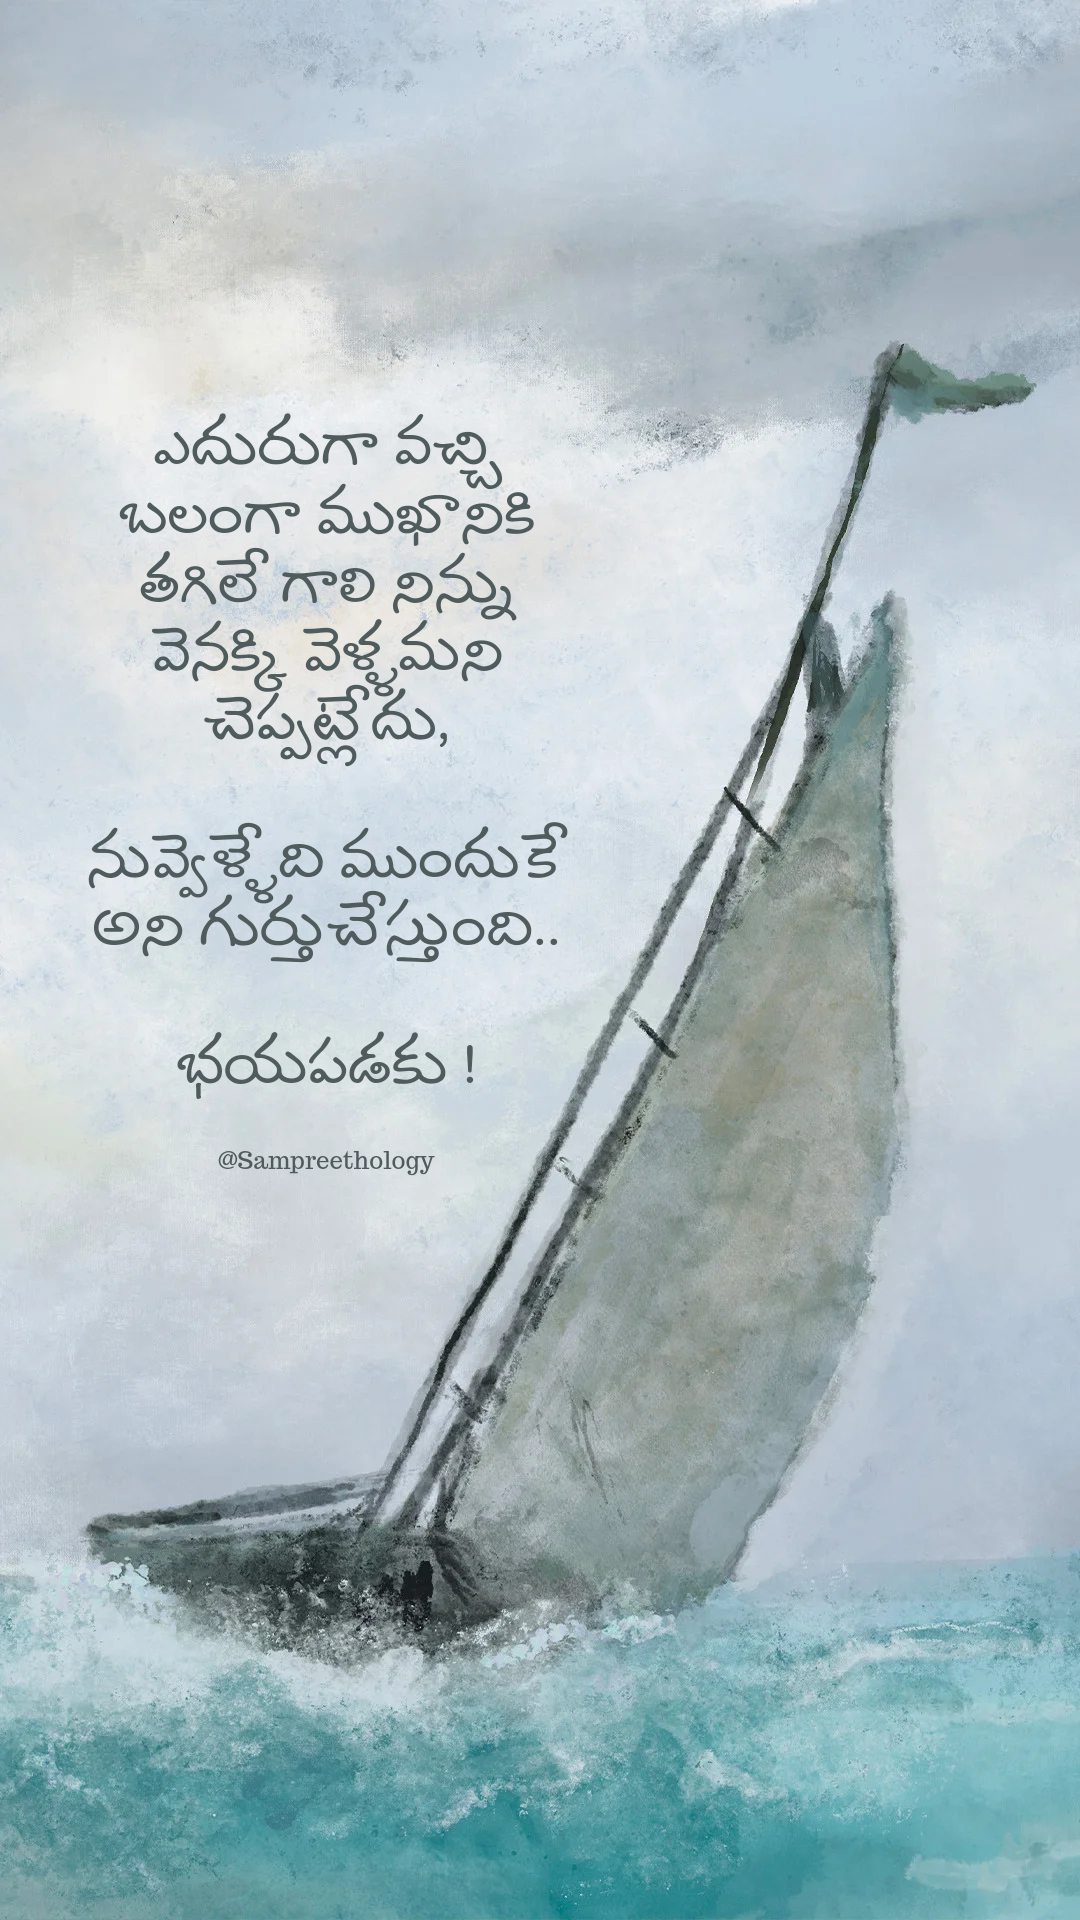 ఎదురుగా వచ్చి
బలంగా ముఖానికి
తగిలే గాలి నిన్ను
వెనక్కి వెళ్ళమని
చెప్పట్లేదు,
నువ్వెళ్ళేది ముందుకే
అని గుర్తుచేస్తుంది..
భయపడకు !
@Sampreethology